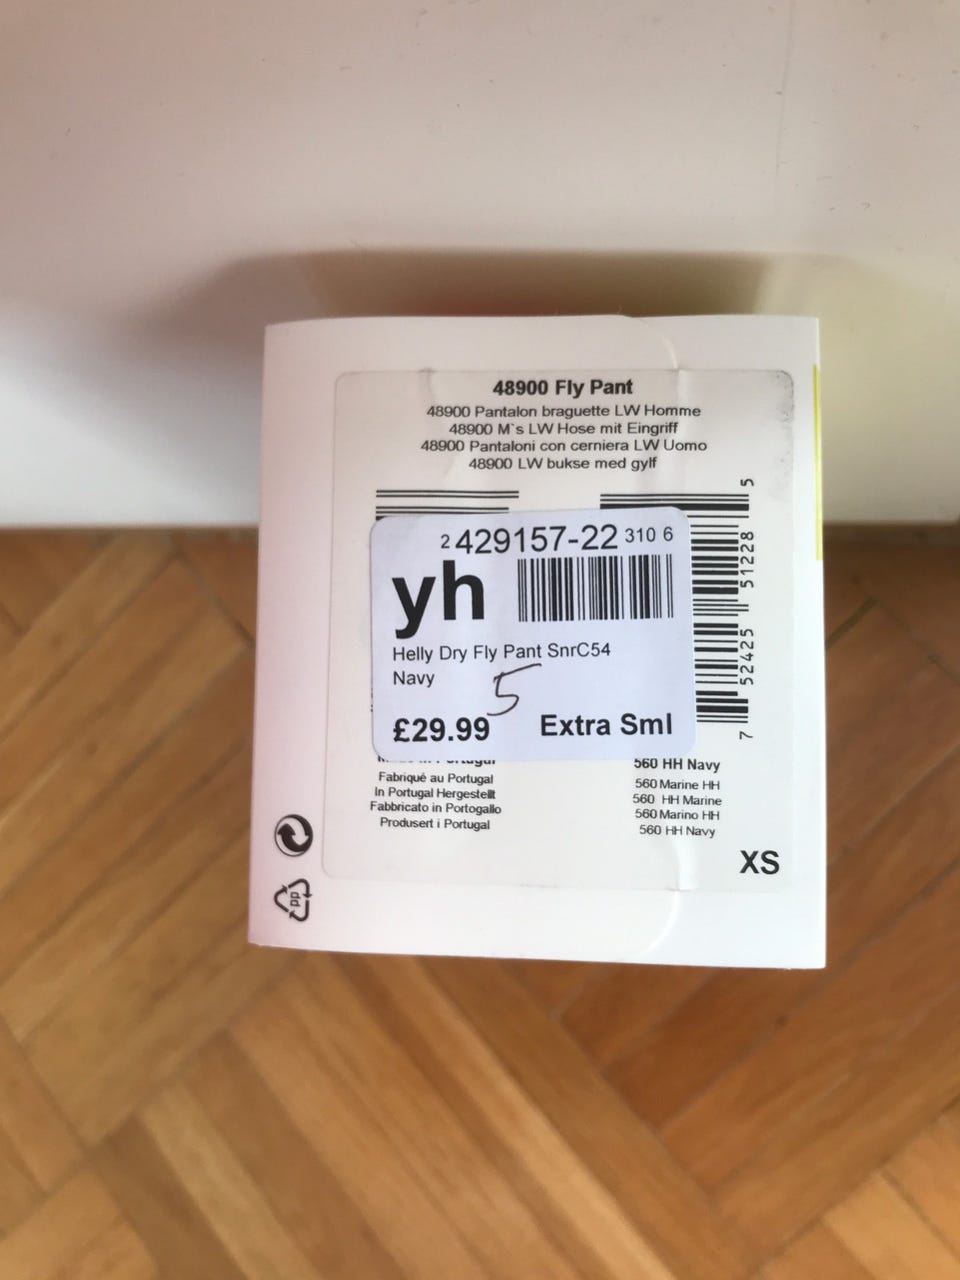 48900 Fly Pant
48900 Pantalon braguette LW Homme
48900 M`s LW Hose mit Eingriff
48900 Pantaloni con cerniera LW Uomo
48900 LW bukse med gylf
2 429157-22 310 6
yh
Helly Dry Fly Pant SnrC54
Navy
5
£29.99 Extra Sml
7 52425 51228 5
Fabriqué au Portugal
In Portugal Hergestellt
Fabbricato in Portogallo
Produsert i Portugal
560 HH Navy
560 Marine HH
560 HH Marine
560 Marino HH
560 HH Navy
XS
PP